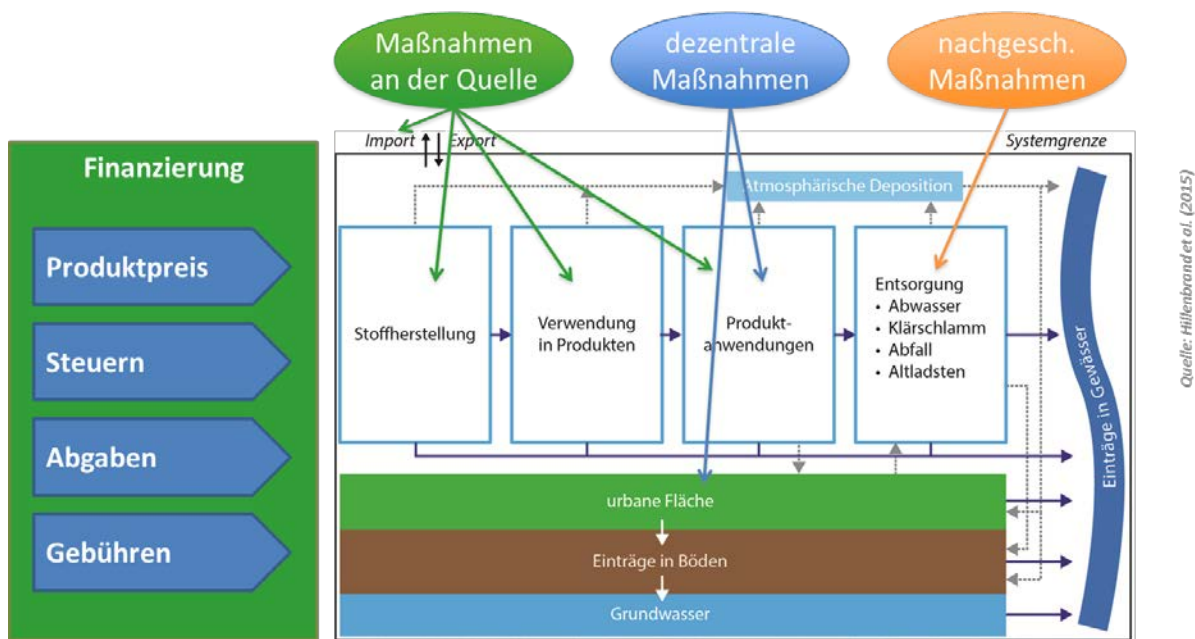 Maßnahmen
an der Quelle
dezentrale
Maßnahmen
nachgesch.
Maßnahmen
Finanzierung
Produktpreis
Steuern
Abgaben
Gebühren
Import
Export
Systemgrenze
Atmosphärische Deposition
Stoffherstellung
Verwendung
in Produkten
Produkt-
anwendungen
Entsorgung
• Abwasser
• Klärschlamm
• Abfall
• Altladsten
urbane Fläche
Einträge in Böden
Grundwasser
Einträge in Gewässer
Quelle: Hillenbrand et al. (2015)